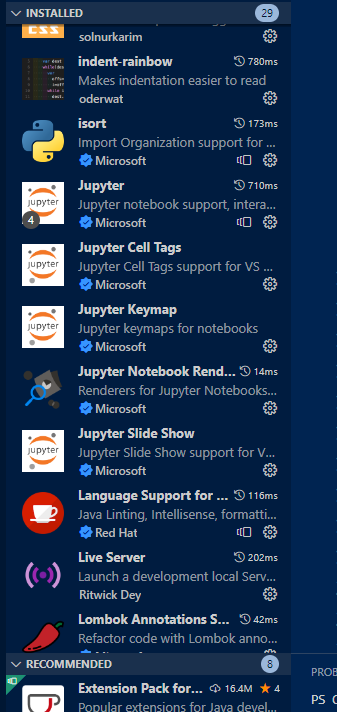 INSTALLED 29
solnurkarim
indent-rainbow 780ms
Makes indentation easier to read
oderwat
isort 173ms
Import Organization support for ...
Microsoft
Jupyter 710ms
Jupyter notebook support, intera...
Microsoft
4
Jupyter Cell Tags
Jupyter Cell Tags support for VS ...
Microsoft
Jupyter Keymap
Jupyter keymaps for notebooks
Microsoft
Jupyter Notebook Rend... 14ms
Renderers for Jupyter Notebooks...
Microsoft
Jupyter Slide Show
Jupyter Slide Show support for V...
Microsoft
Language Support for ... 116ms
Java Linting, Intellisense, formatti...
Red Hat
Live Server 202ms
Launch a development local Serv...
Ritwick Dey
Lombok Annotations S... 42ms
Refactor code with Lombok anno...
RECOMMENDED 8
Extension Pack for... 16.4M 4
Popular extensions for Java devel...
PROB
PS